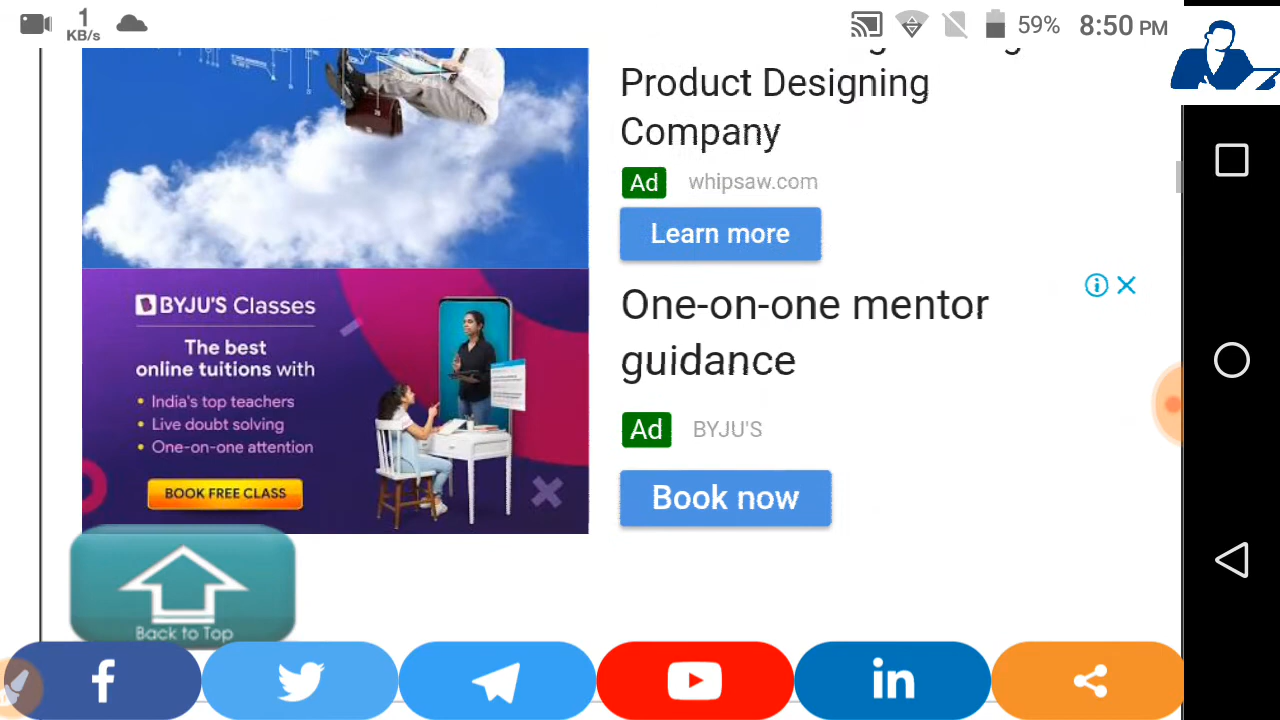 1
KB/s
59%
8:50 PM
Product Designing
Company
Ad whipsaw.com
Learn more
BYJU'S Classes
The best
online tuitions with
• India's top teachers
• Live doubt solving
• One-on-one attention
BOOK FREE CLASS
One-on-one mentor
guidance
Ad BYJU'S
Book now
Back to Top